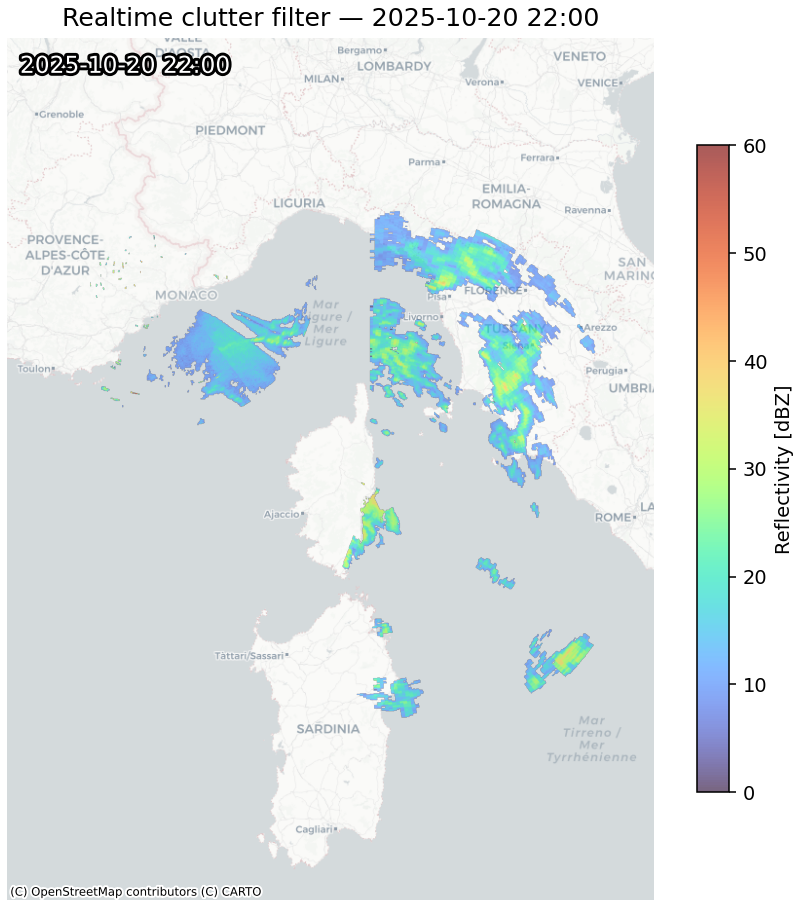 Realtime clutter filter — 2025-10-20 22:00
2025-10-20 22:00
VALLE
D'AOSTA
Bergamo
LOMBARDY
VENETO
MILAN
Verona
VENICE
Grenoble
PIEDMONT
Parma
Ferrara
EMILIA-
ROMAGNA
LIGURIA
Ravenna
PROVENCE-
ALPES-CÔTE
D'AZUR
SAN
MARINO
MONACO
FLORENCE
Pisa
Mar
Ligure /
Mer
Ligure
Livorno
TUSCANY
Arezzo
Toulon
Perugia
UMBRIA
Ajaccio
ROME
LA
Tattari/Sassari
SARDINIA
Mar
Tirreno /
Mer
Tyrrhénienne
Cagliari
(C) OpenStreetMap contributors (C) CARTO
60
50
40
30
20
10
0
Reflectivity [dBZ]